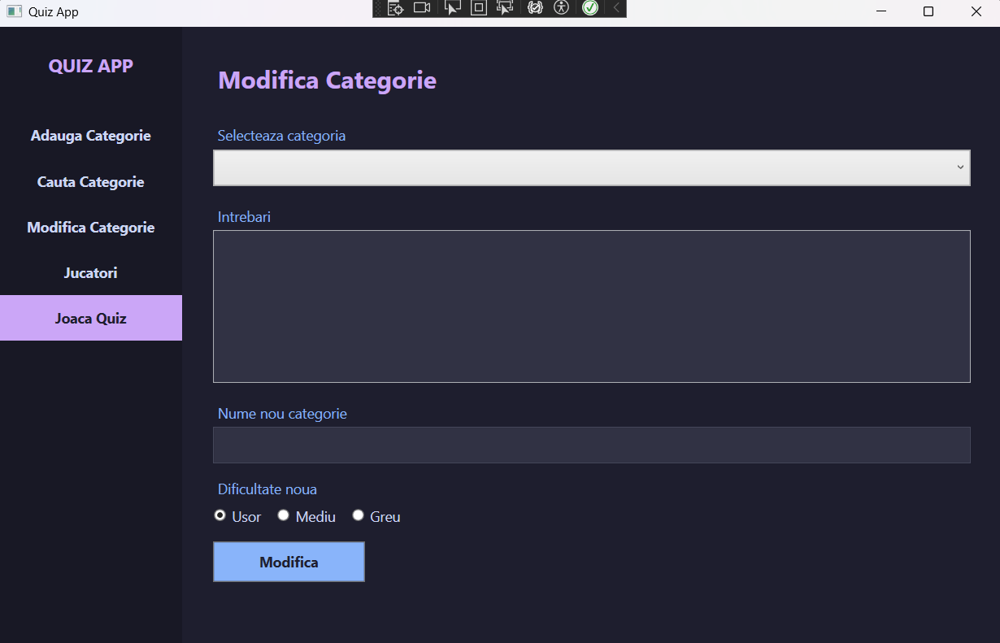 Quiz App
QUIZ APP
Adauga Categorie
Cauta Categorie
Modifica Categorie
Jucatori
Joaca Quiz
Modifica Categorie
Selecteaza categoria
Intrebari
Nume nou categorie
Dificultate noua
Usor Mediu Greu
Modifica